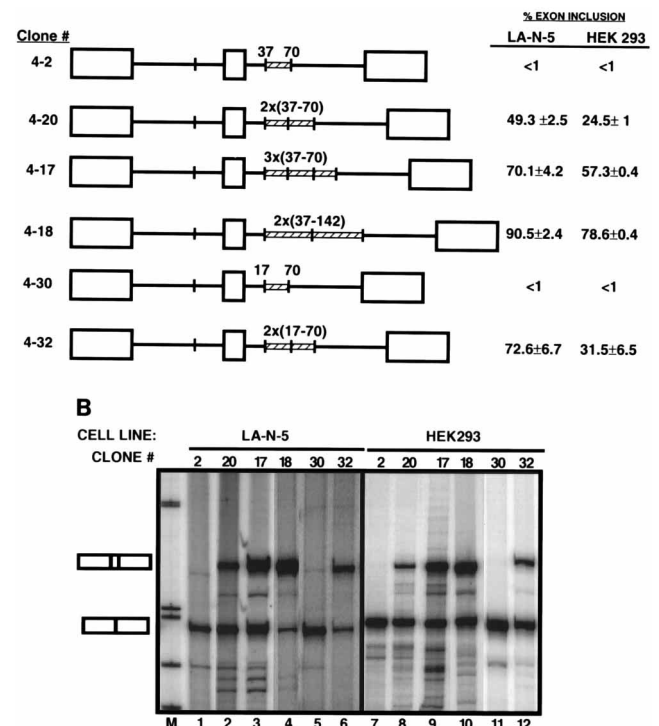 % EXON INCLUSION
Clone # LA-N-5 HEK 293
37 70
4-2 <1 <1
2x(37-70)
4-20 49.3 ±2.5 24.5± 1
3x(37-70)
4-17 70.1±4.2 57.3±0.4
2x(37-142)
4-18 90.5±2.4 78.6±0.4
17 70
4-30 <1 <1
2x(17-70)
4-32 72.6±6.7 31.5±6.5
B
CELL LINE: LA-N-5 HEK293
CLONE # 2 20 17 18 30 32 2 20 17 18 30 32
M 1 2 3 4 5 6 7 8 9 10 11 12